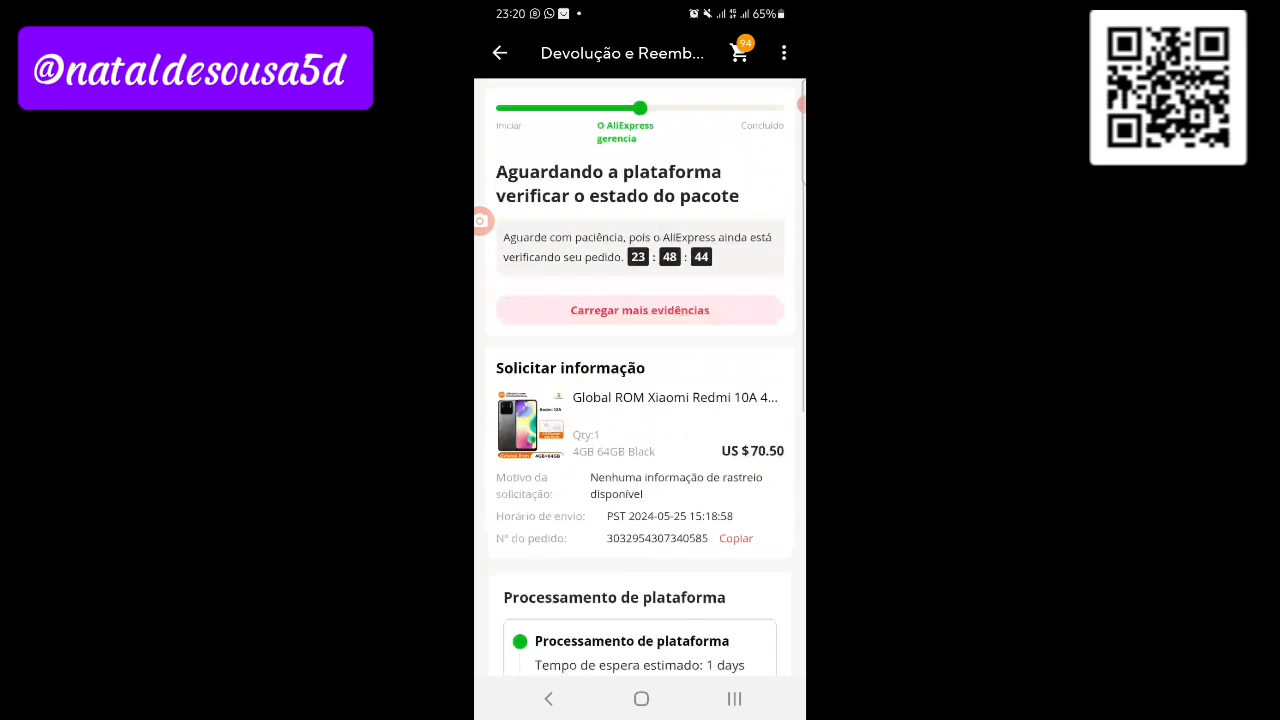 @nataldesousa5d
23:20
65%
Devolução e Reemb...
94
Iniciar
O AliExpress
gerencia
Concluído
Aguardando a plataforma
verificar o estado do pacote
Aguarde com paciência, pois o AliExpress ainda está
verificando seu pedido. 23 : 48 : 44
Carregar mais evidências
Solicitar informação
Global ROM Xiaomi Redmi 10A 4...
Qty:1
4GB 64GB Black US $70.50
Motivo da
solicitação:
Nenhuma informação de rastreio
disponível
Horário de envio: PST 2024-05-25 15:18:58
Nº do pedido: 3032954307340585 Copiar
Processamento de plataforma
Processamento de plataforma
Tempo de espera estimado: 1 days